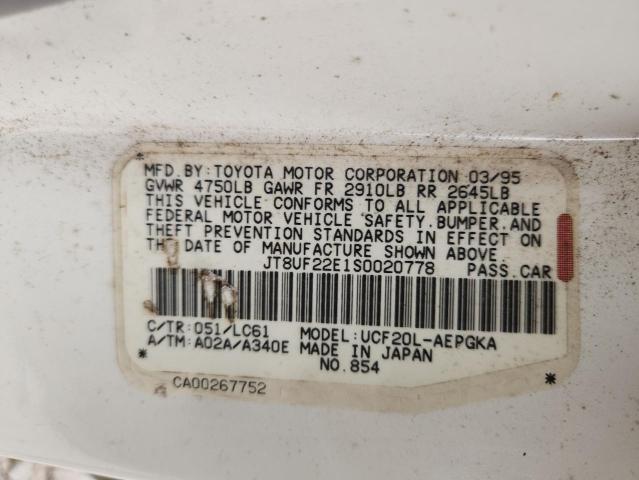 MFD. BY: TOYOTA MOTOR CORPORATION 03/95
GVWR 4750LB GAWR FR 2910LB RR 2645LB
THIS VEHICLE CONFORMS TO ALL APPLICABLE
FEDERAL MOTOR VEHICLE SAFETY, BUMPER, AND
THEFT PREVENTION STANDARDS IN EFFECT ON
THE DATE OF MANUFACTURE SHOWN ABOVE.
JT8UF22E1S0020778 PASS. CAR
C/TR: 051/LC61 MODEL: UCF20L-AEPGKA
A/TM: A02A/A340E MADE IN JAPAN
NO. 854
CA00267752